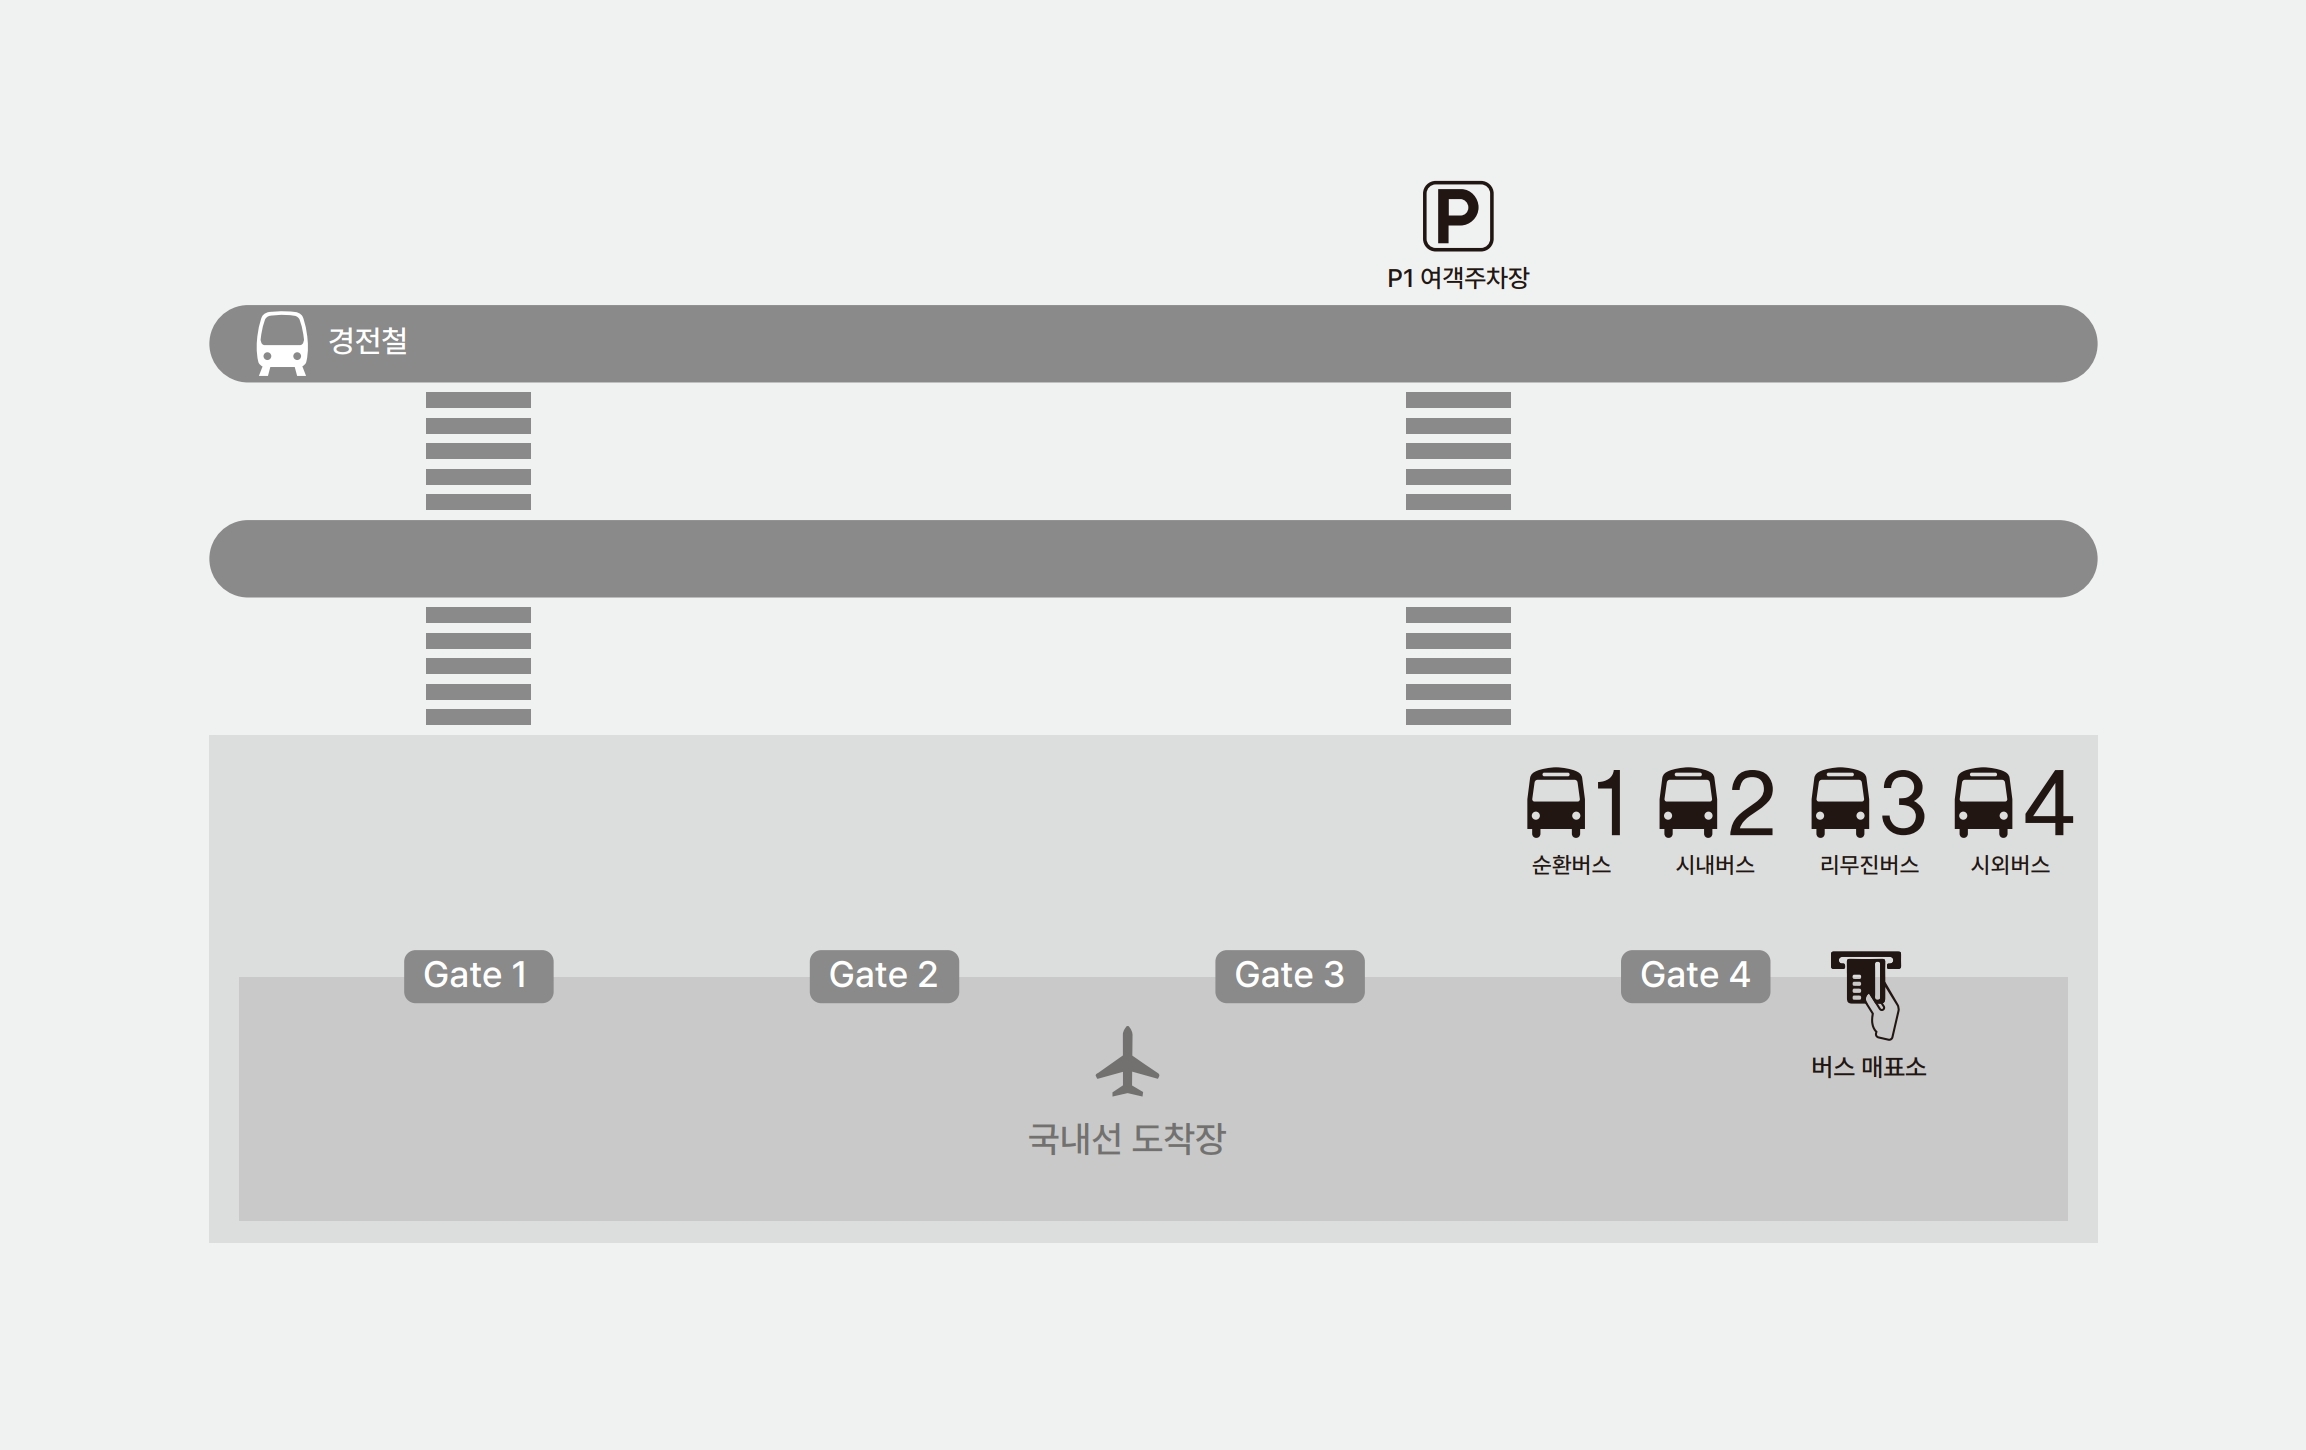 P
P1 여객주차장
경전철
1
2
3
4
순환버스
시내버스
리무진버스
시외버스
Gate 1
Gate 2
Gate 3
Gate 4
버스 매표소
국내선 도착장